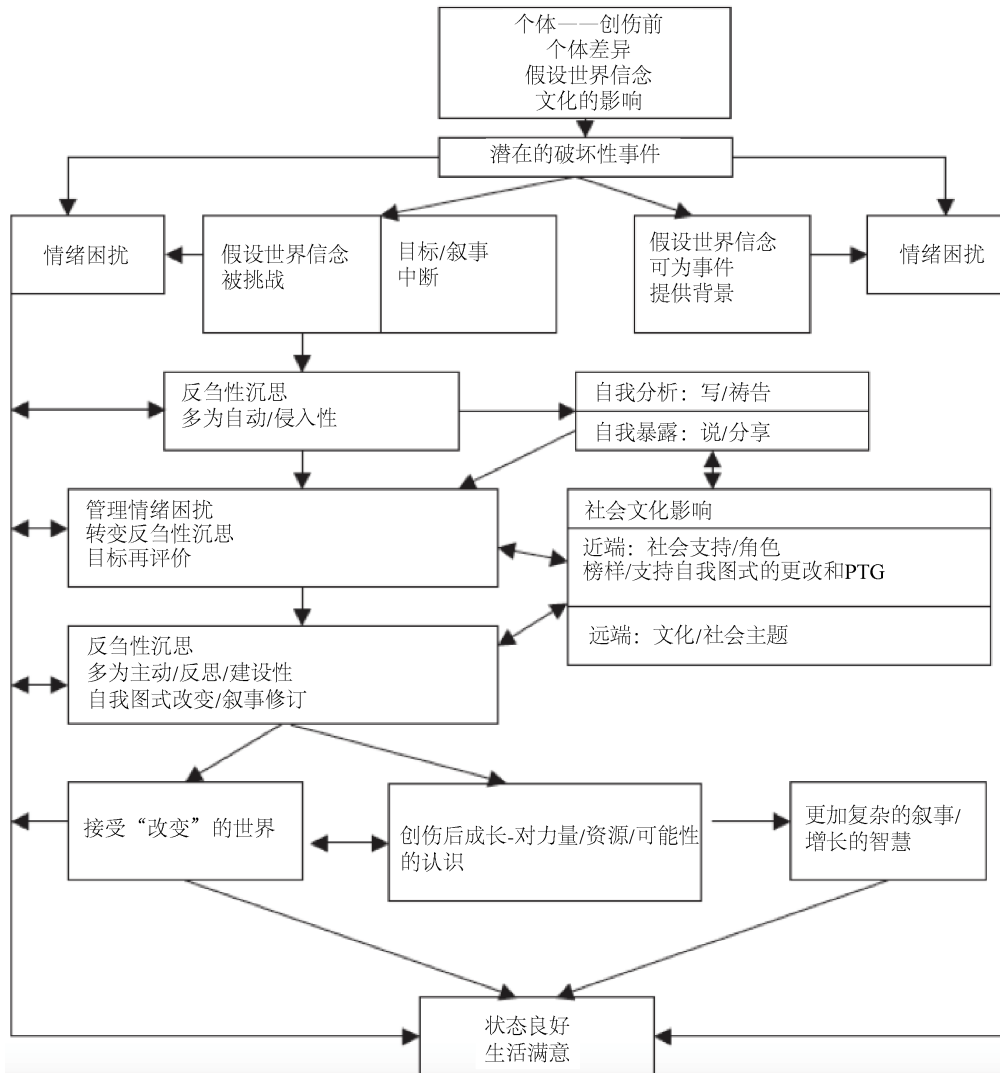 个体——创伤前
个体差异
假设世界信念
文化的影响
潜在的破坏性事件
情绪困扰
假设世界信念
被挑战
目标/叙事
中断
假设世界信念
可为事件
提供背景
情绪困扰
反刍性沉思
多为自动/侵入性
自我分析：写/祷告
自我暴露：说/分享
管理情绪困扰
转变反刍性沉思
目标再评价
社会文化影响
近端：社会支持/角色
榜样/支持自我图式的更改和PTG
远端：文化/社会主题
反刍性沉思
多为主动/反思/建设性
自我图式改变/叙事修订
接受“改变”的世界
创伤后成长-对力量/资源/可能性
的认识
更加复杂的叙事/
增长的智慧
状态良好
生活满意